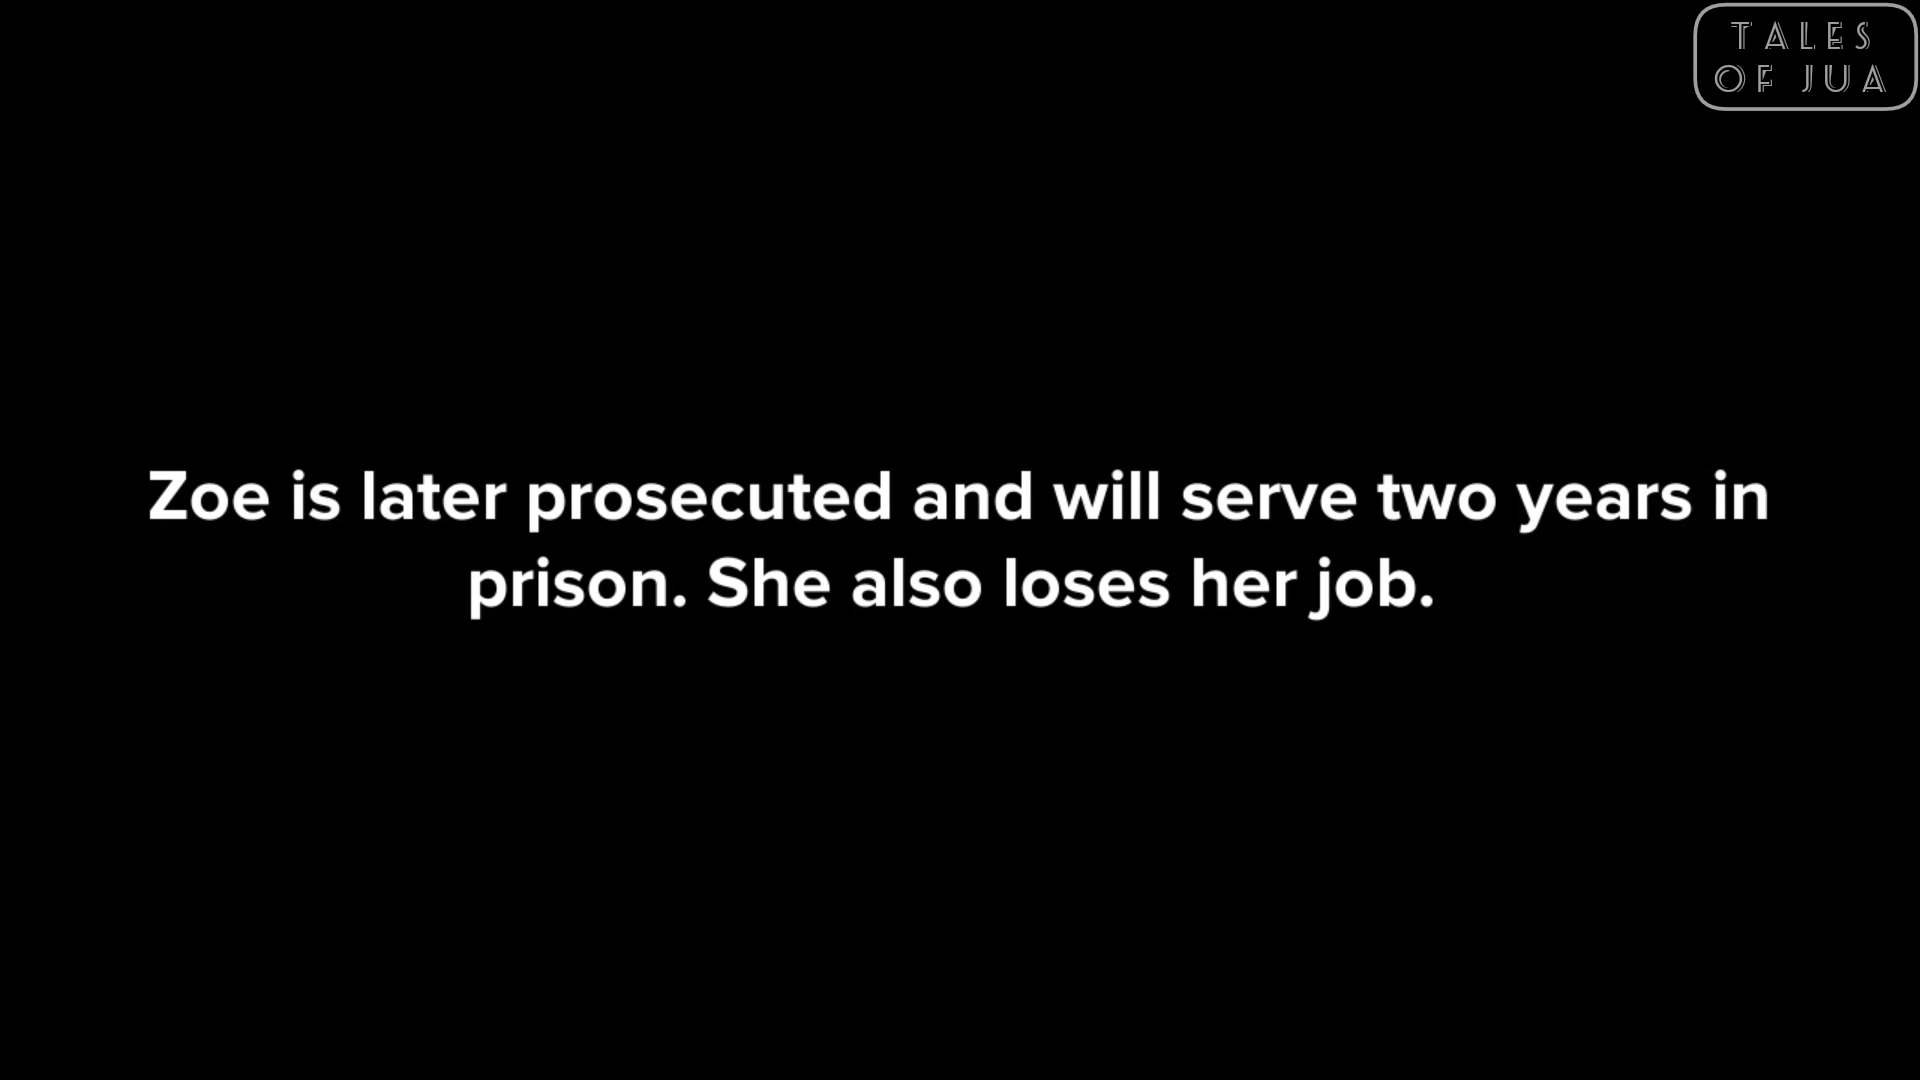 TALES
OF JUA
Zoe is later prosecuted and will serve two years in
prison. She also loses her job.